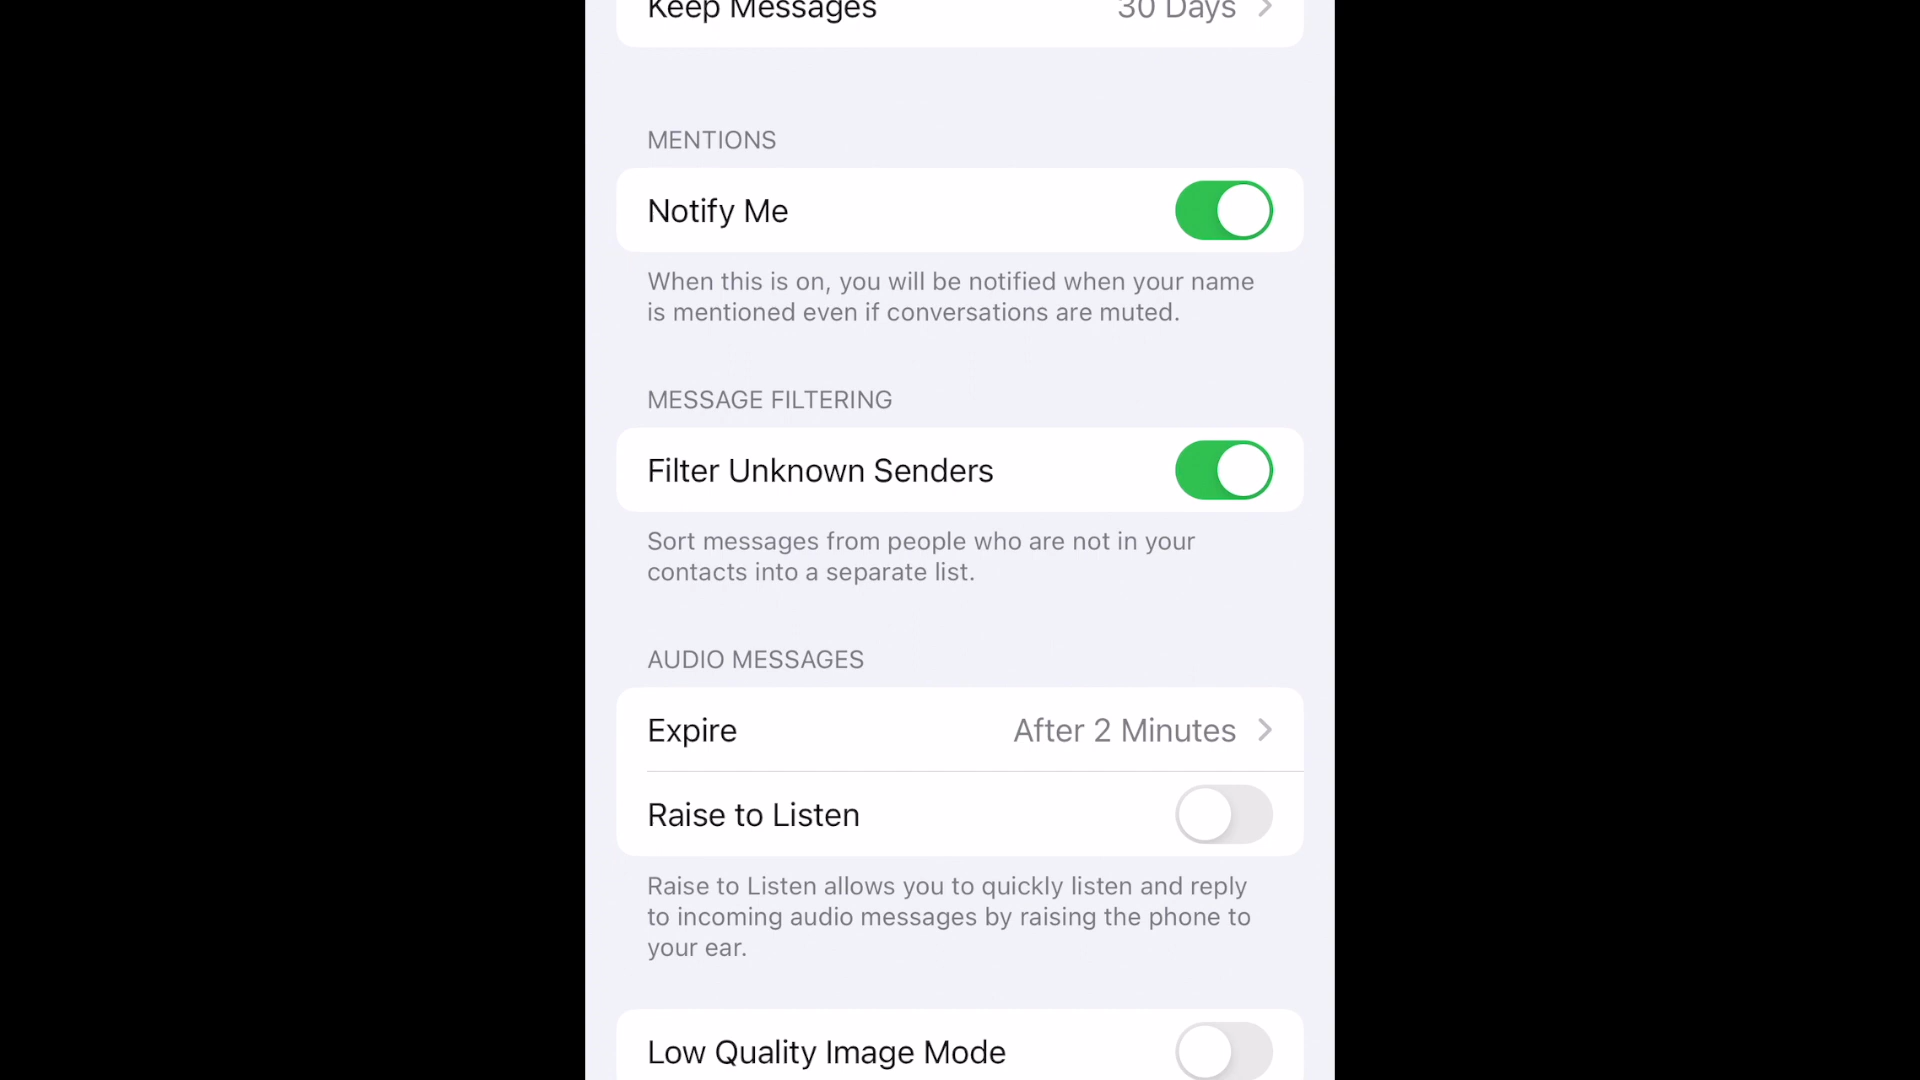 Keep Messages 30 Days
MENTIONS
Notify Me
When this is on, you will be notified when your name
is mentioned even if conversations are muted.
MESSAGE FILTERING
Filter Unknown Senders
Sort messages from people who are not in your
contacts into a separate list.
AUDIO MESSAGES
Expire After 2 Minutes
Raise to Listen
Raise to Listen allows you to quickly listen and reply
to incoming audio messages by raising the phone to
your ear.
Low Quality Image Mode